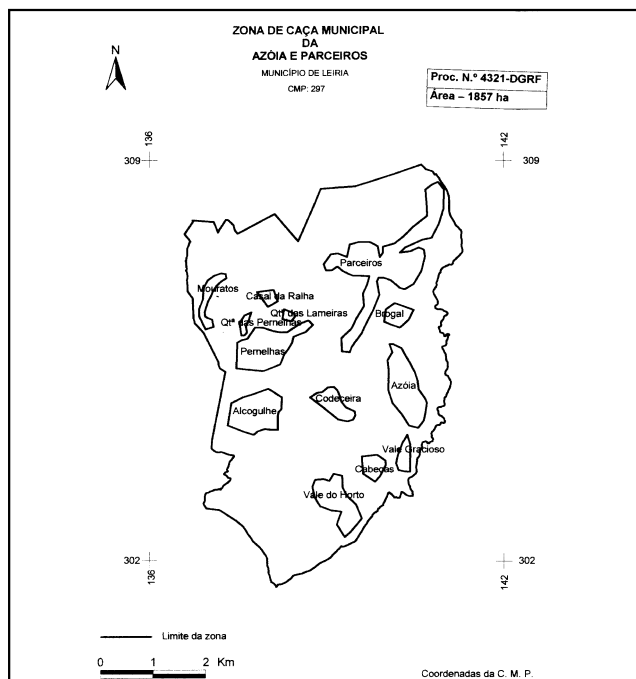 ZONA DE CAÇA MUNICIPAL
DA
AZÓIA E PARCEIROS
MUNICÍPIO DE LEIRIA
CMP: 297
N
Proc. N.º 4321-DGRF
Área – 1857 ha
136
142
309
309
Parceiros
Mouratos
Casal da Ralha
Qtª das Lameiras
Brogal
Qtª das Pernelhas
Pernelhas
Azóia
Codeceira
Alcogulhe
Vale Gracioso
Cabeças
Vale do Horto
302
302
136
142
Limite da zona
0 1 2 Km
Coordenadas da C. M. P.